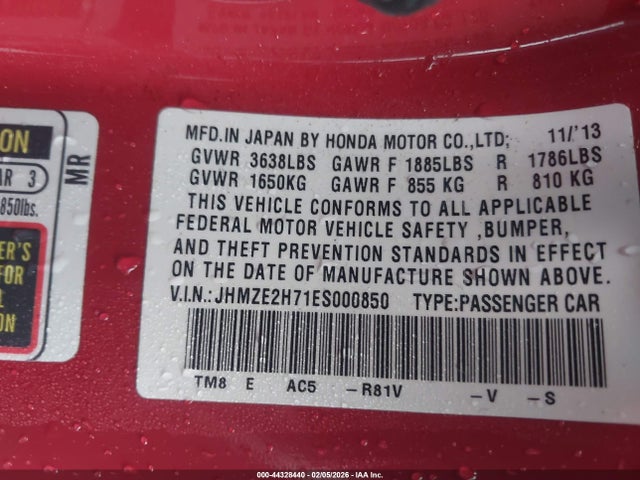 MFD.IN JAPAN BY HONDA MOTOR CO.,LTD; 11/'13
GVWR 3638LBS GAWR F 1885LBS R 1786LBS
GVWR 1650KG GAWR F 855 KG R 810 KG
THIS VEHICLE CONFORMS TO ALL APPLICABLE
FEDERAL MOTOR VEHICLE SAFETY ,BUMPER,
AND THEFT PREVENTION STANDARDS IN EFFECT
ON THE DATE OF MANUFACTURE SHOWN ABOVE.
V.I.N.:JHMZE2H71ES000850 TYPE:PASSENGER CAR
TM8 E AC5 –R81V –V –S
ON
AR 3
850lbs.
MR
ER'S
FOR
ON
000-44328440 - 02/05/2026 - IAA Inc.